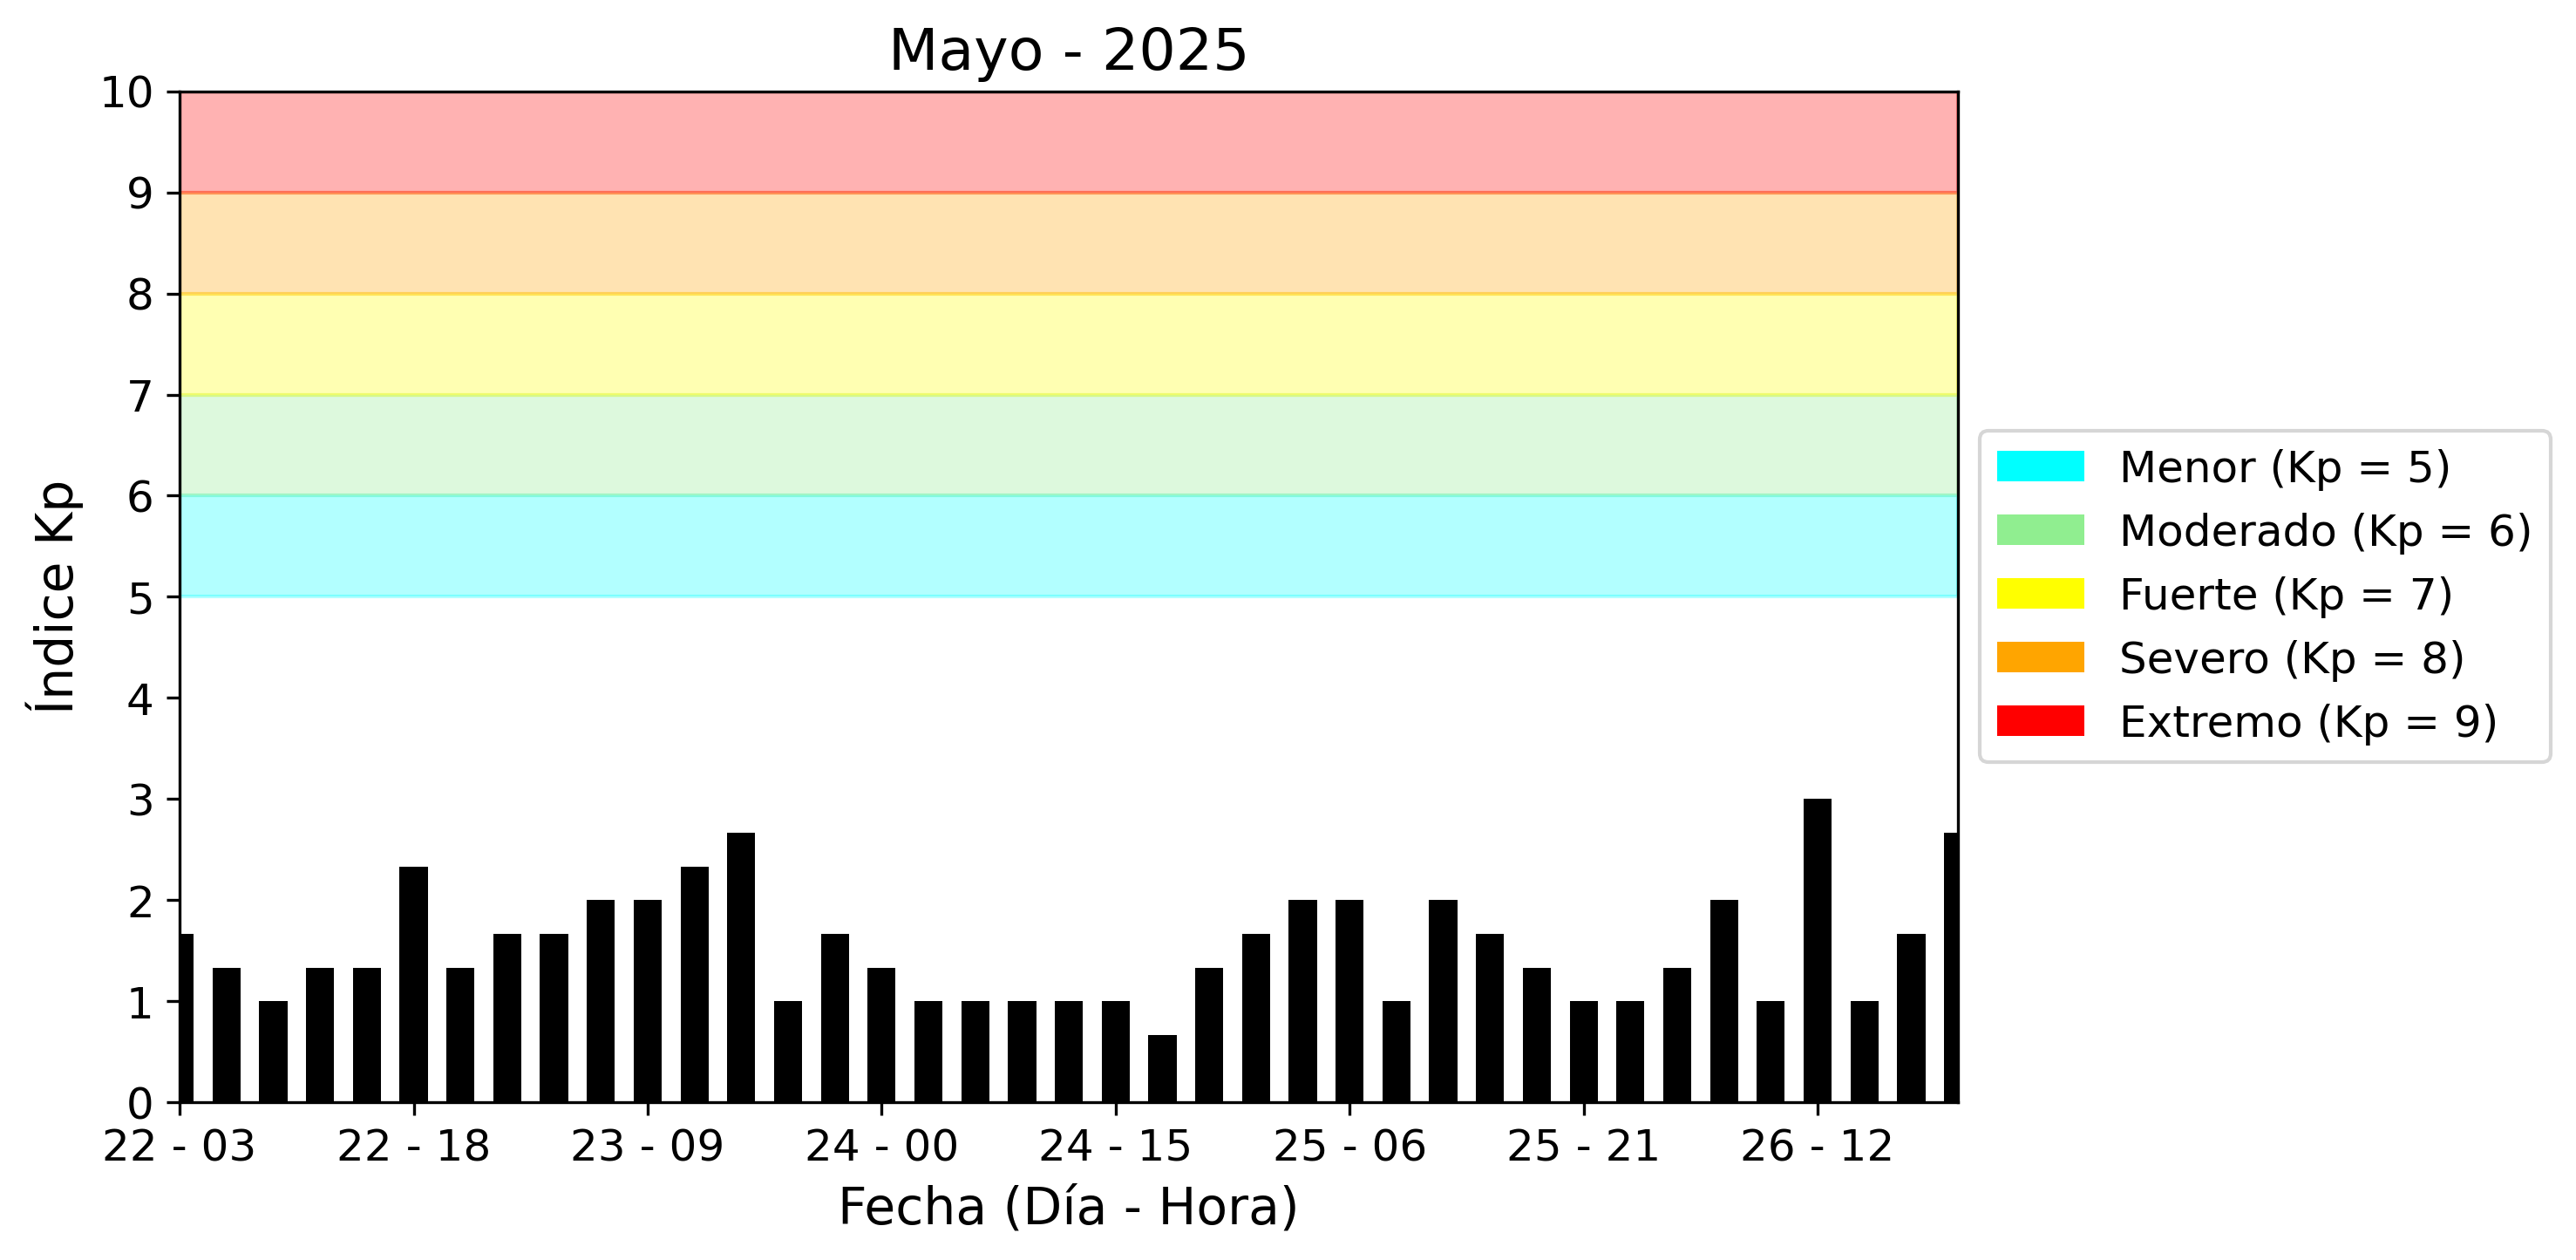 Mayo - 2025
10
9
8
7
6
5
4
3
2
1
0
Índice Kp
22 - 03
22 - 18
23 - 09
24 - 00
24 - 15
25 - 06
25 - 21
26 - 12
Fecha (Día - Hora)
Menor (Kp = 5)
Moderado (Kp = 6)
Fuerte (Kp = 7)
Severo (Kp = 8)
Extremo (Kp = 9)